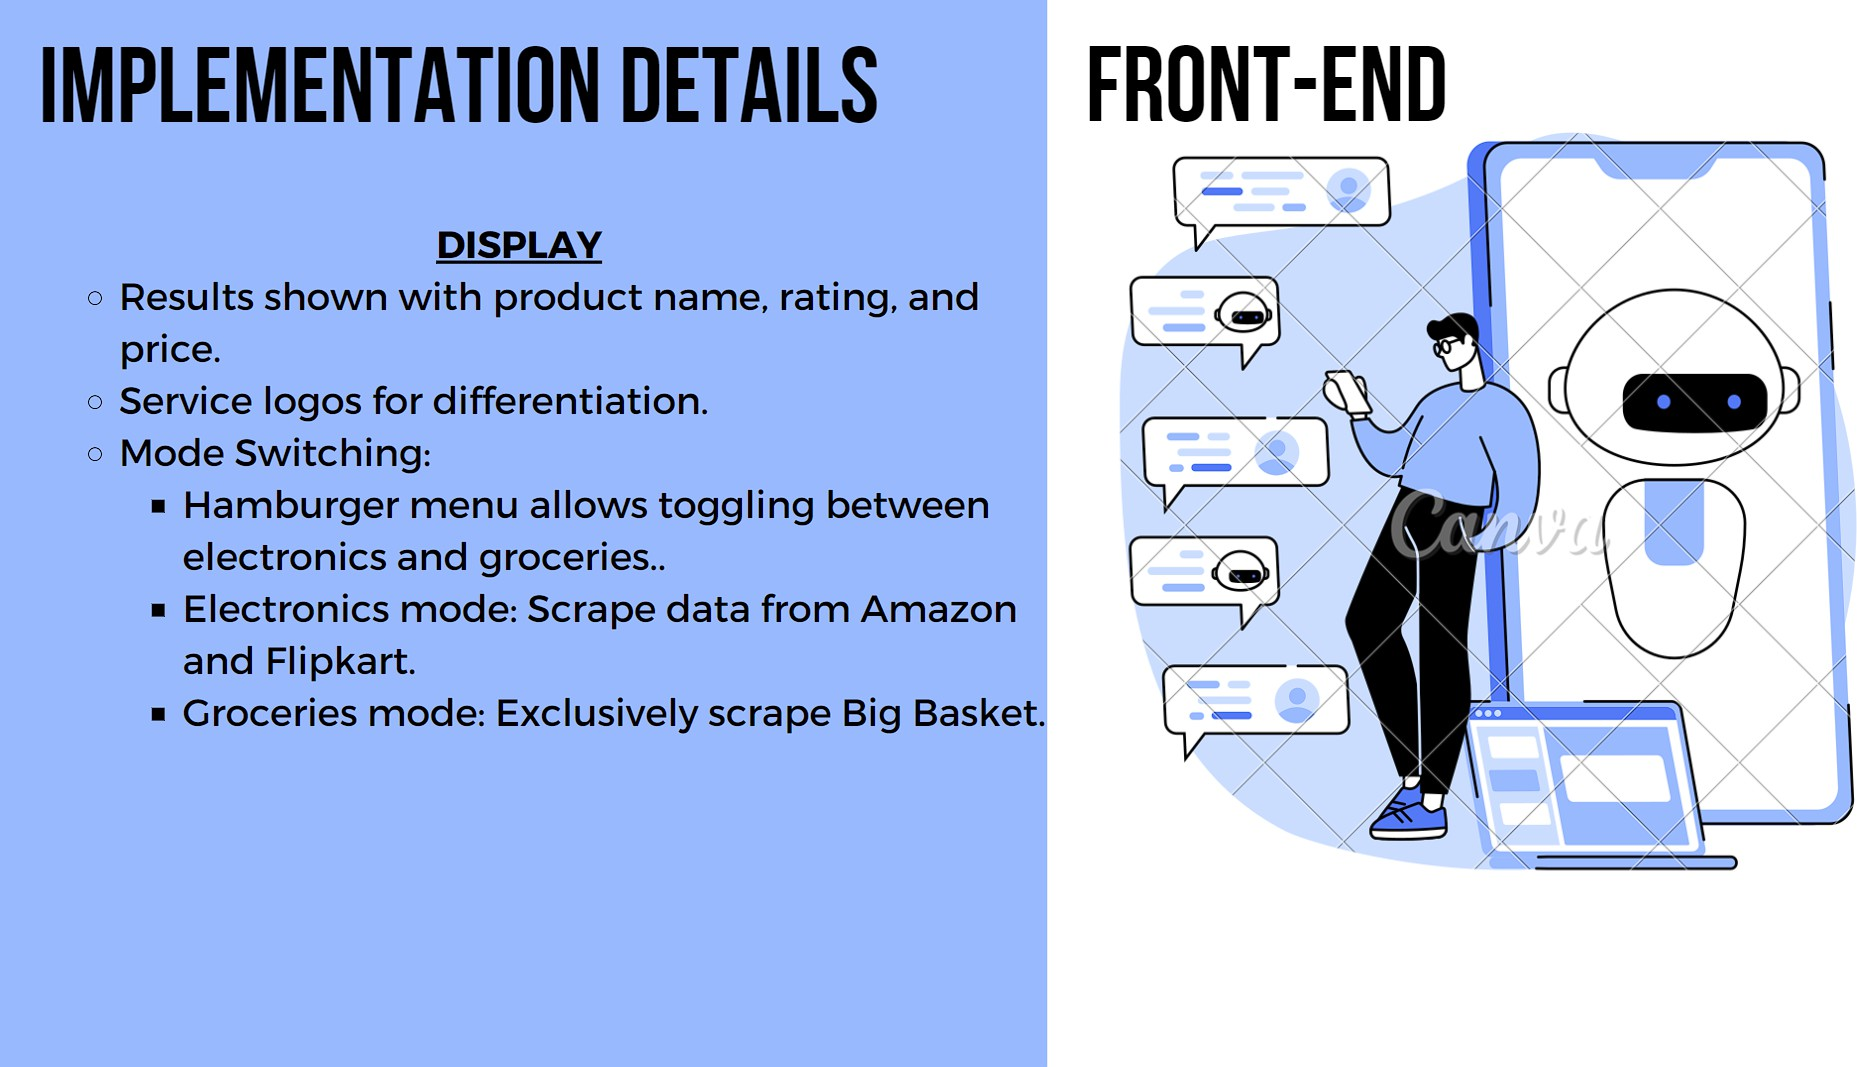 IMPLEMENTATION DETAILS
FRONT-END
DISPLAY
Results shown with product name, rating, and
price.
Service logos for differentiation.
Mode Switching:
Hamburger menu allows toggling between
electronics and groceries..
Electronics mode: Scrape data from Amazon
and Flipkart.
Groceries mode: Exclusively scrape Big Basket.
Canva